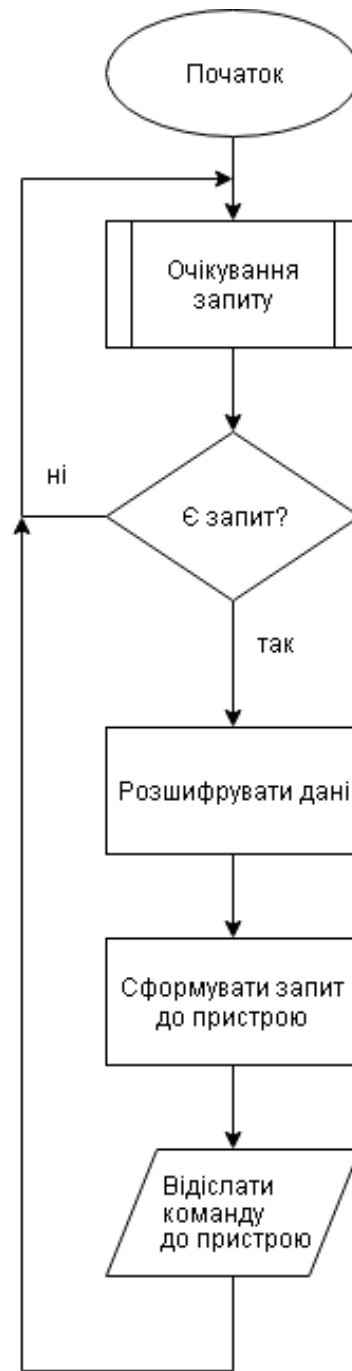 Початок
Очікування
запиту
ні
Є запит?
так
Розшифрувати дані
Сформувати запит
до пристрою
Відіслати
команду
до пристрою